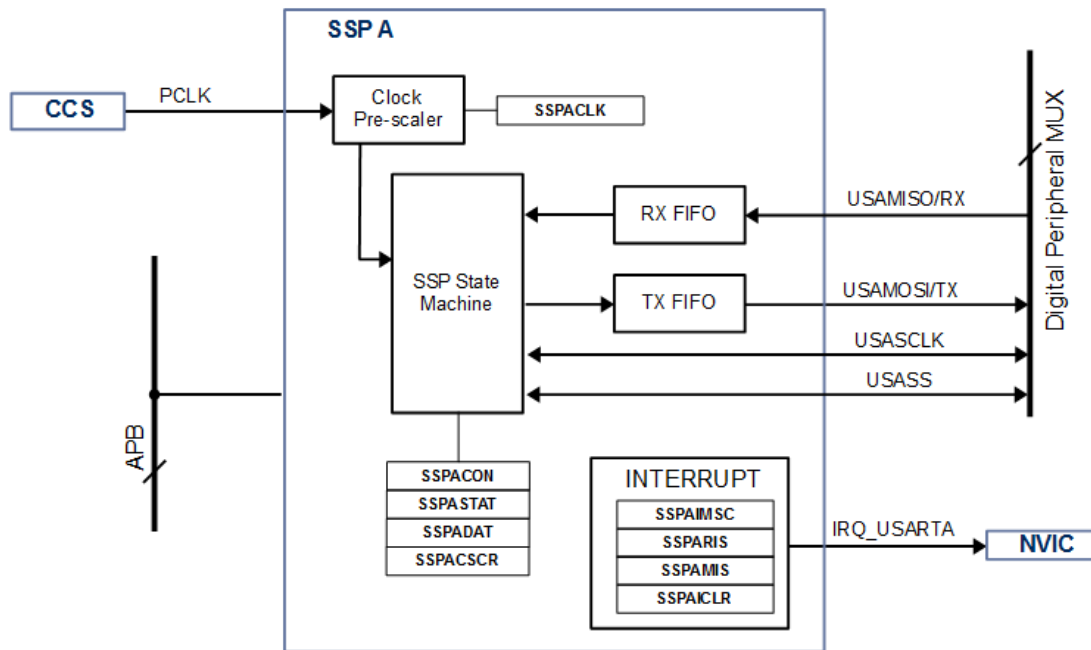 SSP A
CCS
PCLK
Clock
Pre-scaler
SSPACLK
Digital Peripheral MUX
RX FIFO
USAMISO/RX
SSP State
Machine
TX FIFO
USAMOSI/TX
USASCLK
USASS
APB
SSPACON
SSPASTAT
SSPADAT
SSPACSCR
INTERRUPT
SSPAIMSC
SSPARIS
SSPAMIS
SSPAICLR
IRQ_USARTA
NVIC